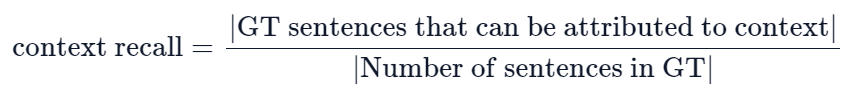 context recall = |GT sentences that can be attributed to context|
|Number of sentences in GT|